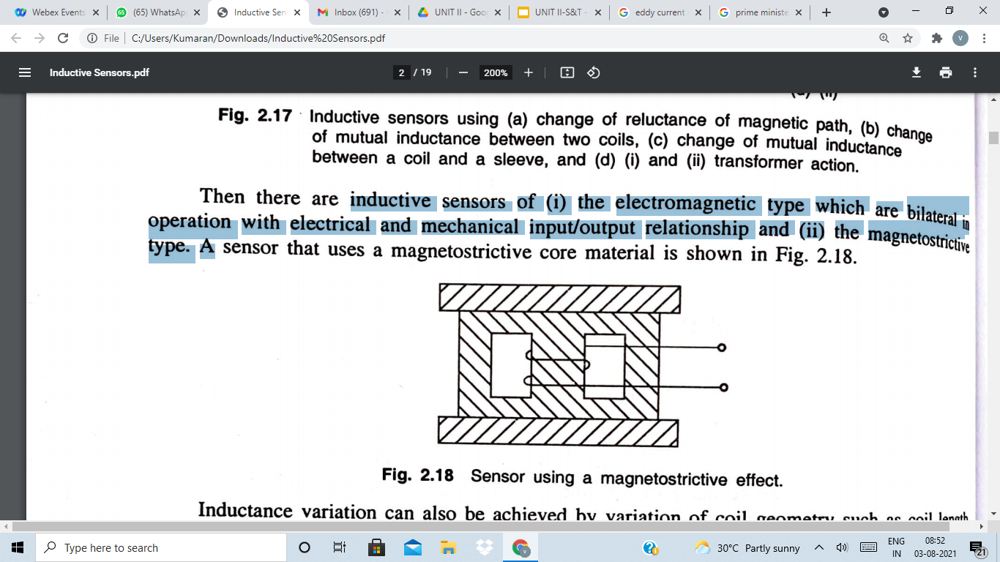 Webex Events
(65) WhatsAp
Inductive Sen
Inbox (691) -
UNIT II - Goo
UNIT II-S&T -
eddy current
prime ministe
File C:/Users/Kumaran/Downloads/Inductive%20Sensors.pdf
Inductive Sensors.pdf
2 / 19
200%
Fig. 2.17 Inductive sensors using (a) change of reluctance of magnetic path, (b) change
of mutual inductance between two coils, (c) change of mutual inductance
between a coil and a sleeve, and (d) (i) and (ii) transformer action.
Then there are inductive sensors of (i) the electromagnetic type which are bilateral in
operation with electrical and mechanical input/output relationship and (ii) the magnetostrictive
type. A sensor that uses a magnetostrictive core material is shown in Fig. 2.18.
Fig. 2.18 Sensor using a magnetostrictive effect.
Inductance variation can also be achieved by variation of coil geometry such as coil length
Type here to search
30°C Partly sunny
ENG
IN
08:52
03-08-2021
21